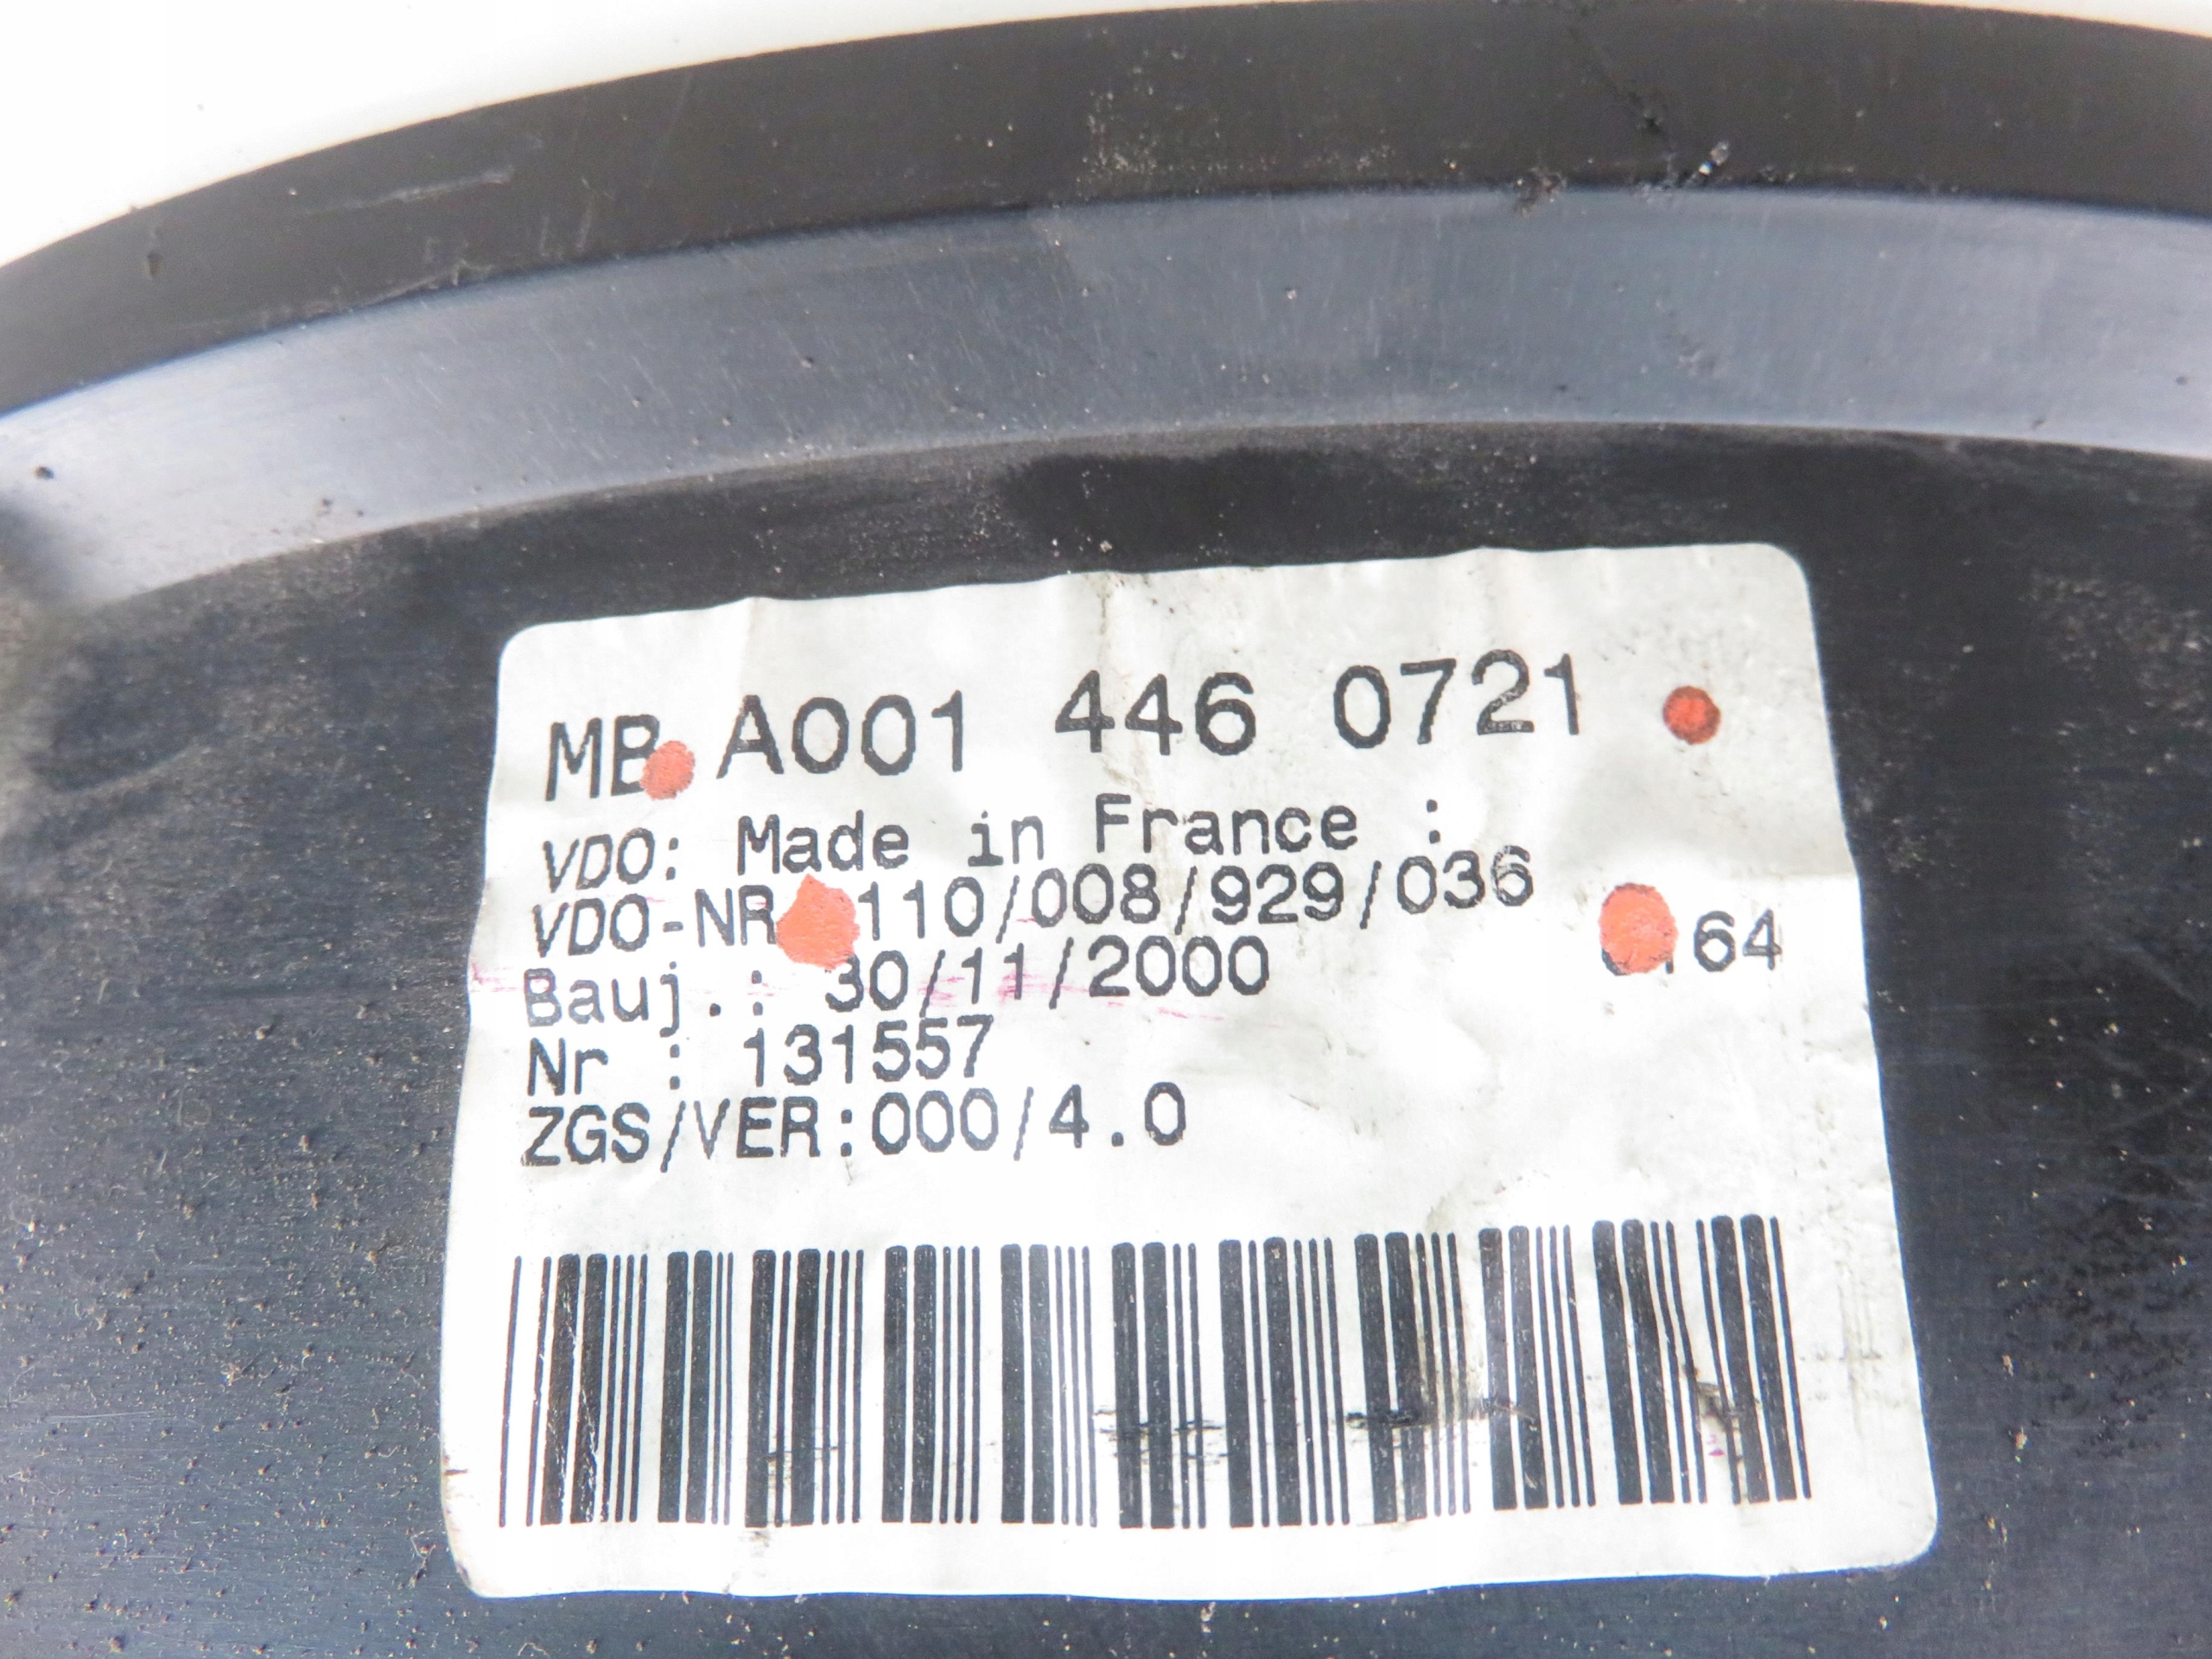 MB A001 446 0721
VDO: Made in France :
VDO-NR 110/008/929/036
Bauj.: 30/11/2000
Nr : 131557
ZGS/VER:000/4.0